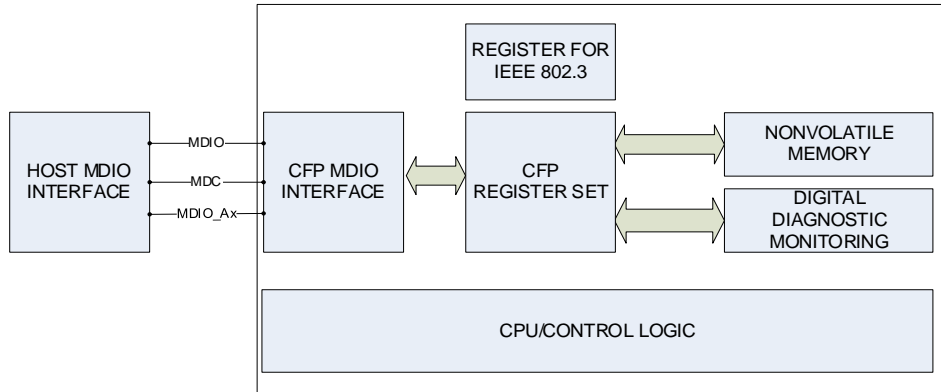 REGISTER FOR
IEEE 802.3
HOST MDIO
INTERFACE
MDIO
MDC
MDIO_Ax
CFP MDIO
INTERFACE
CFP
REGISTER SET
NONVOLATILE
MEMORY
DIGITAL
DIAGNOSTIC
MONITORING
CPU/CONTROL LOGIC